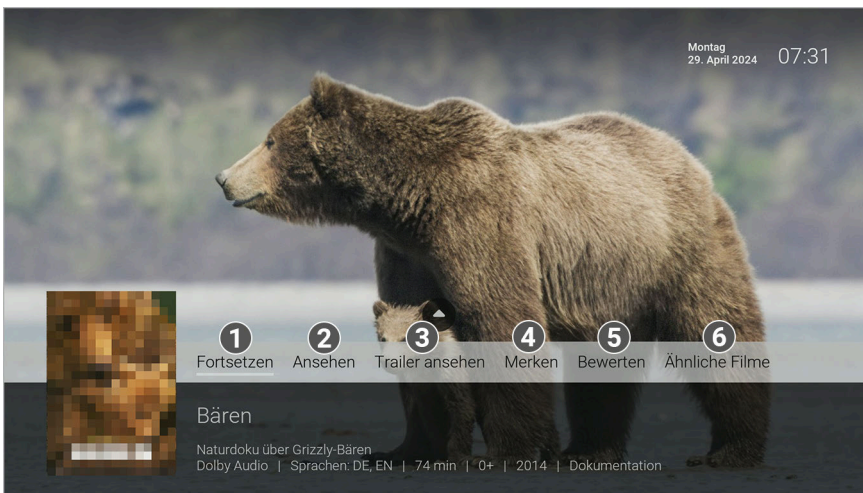 Montag
29. April 2024 07:31
1 2 3 4 5 6
Fortsetzen Ansehen Trailer ansehen Merken Bewerten Ähnliche Filme
Bären
Naturdoku über Grizzly-Bären
Dolby Audio | Sprachen: DE, EN | 74 min | 0+ | 2014 | Dokumentation